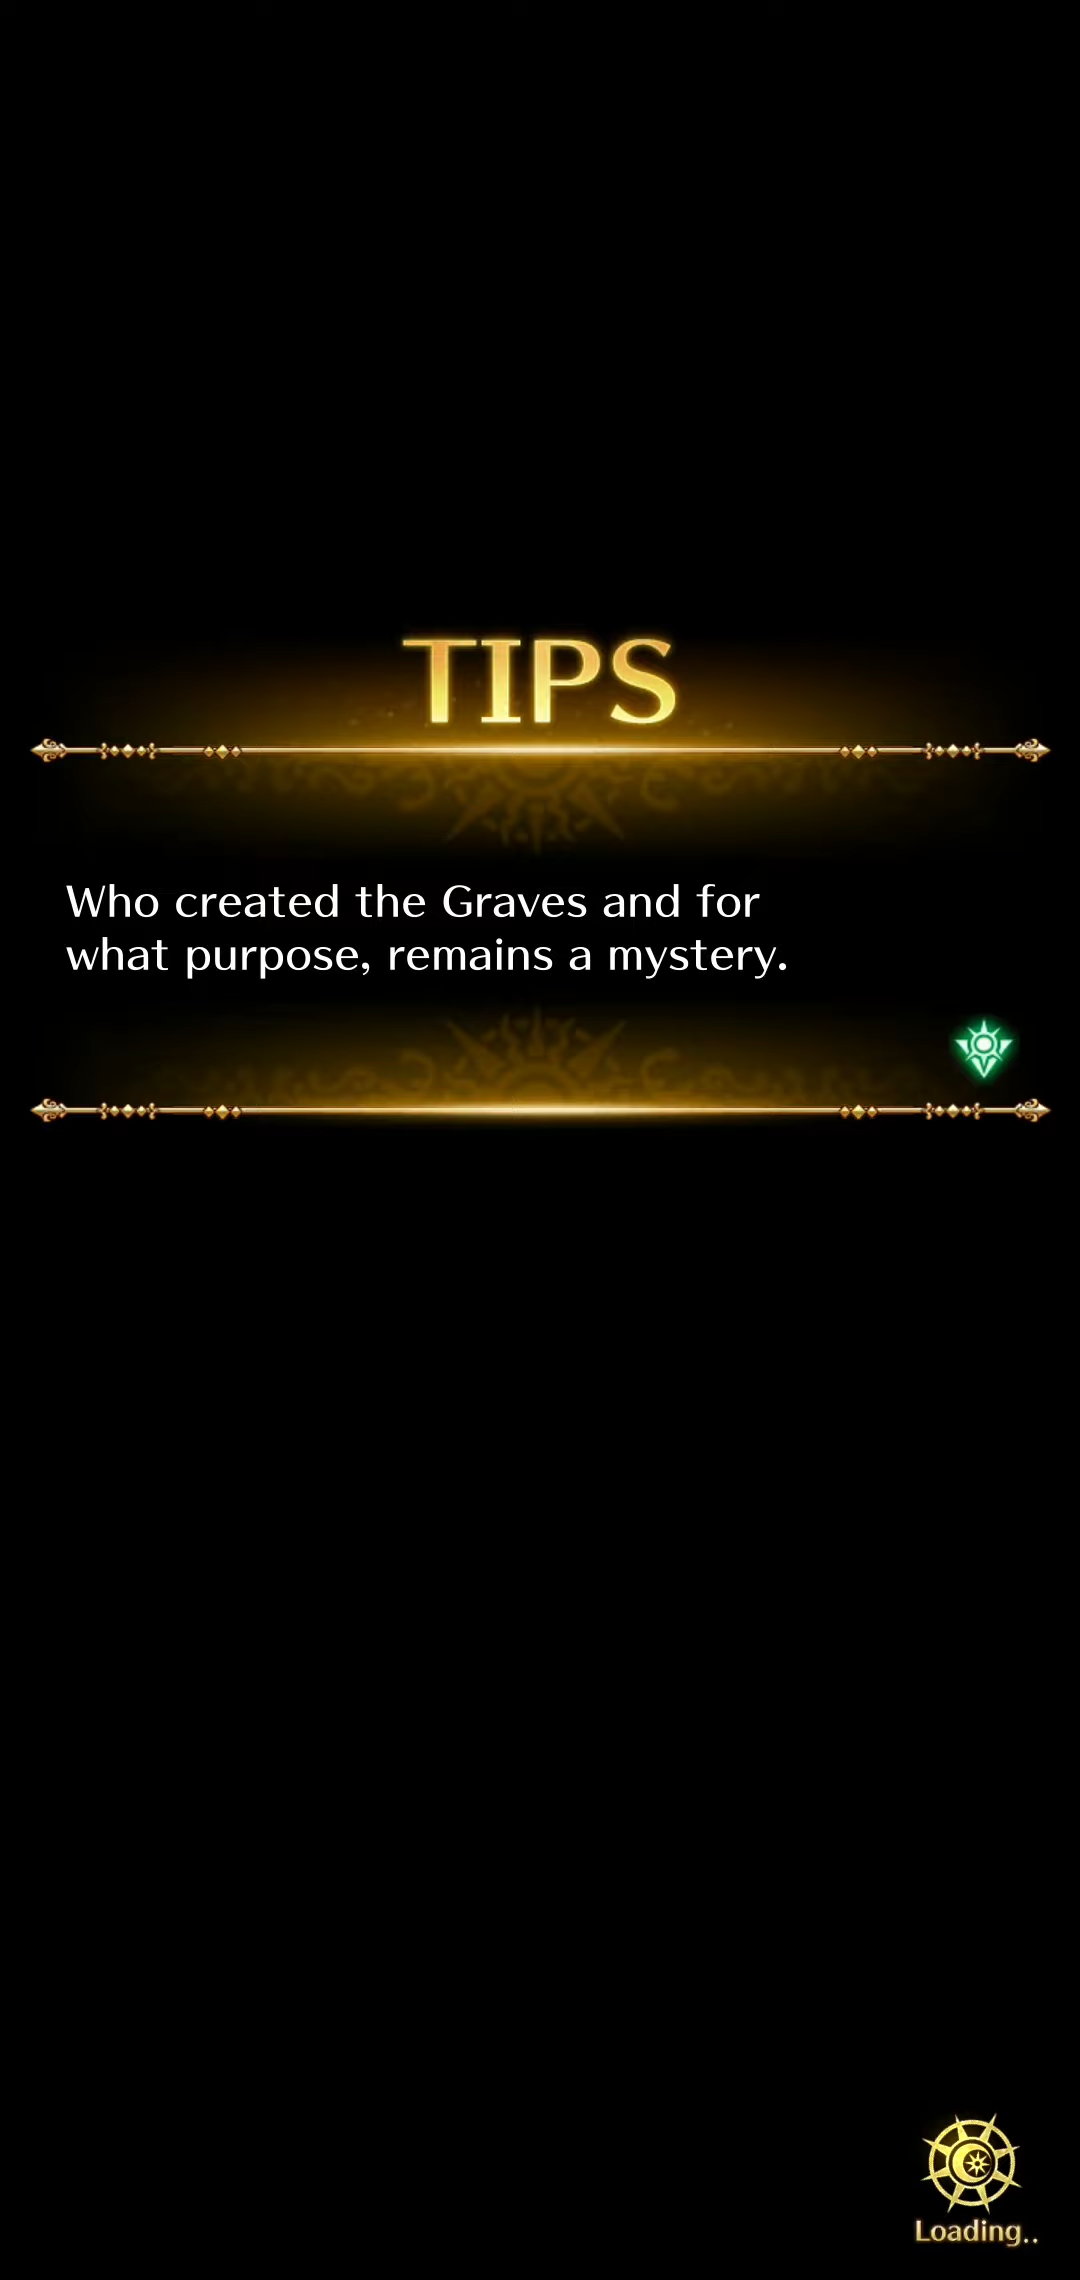 TIPS
Who created the Graves and for
what purpose, remains a mystery.
Loading..